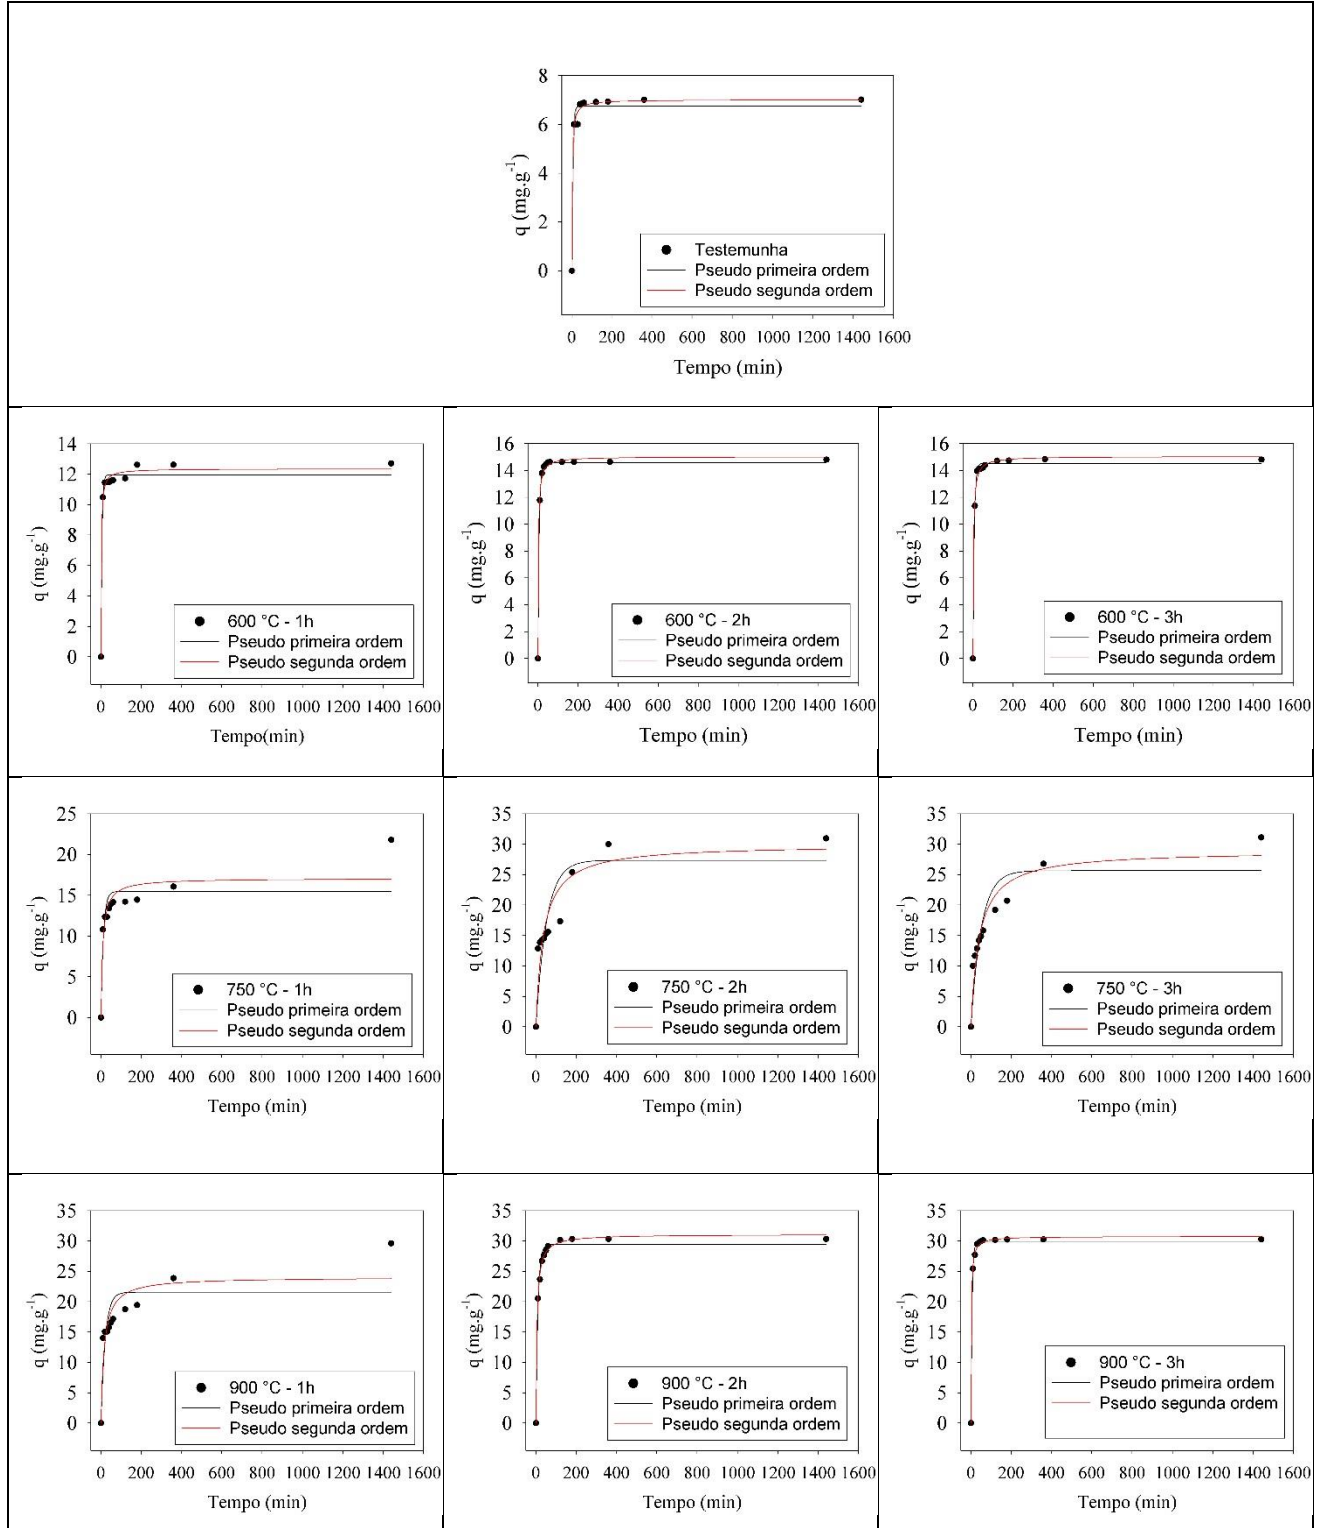 8
6
4
2
0
q (mg.g-1)
Testemunha
Pseudo primeira ordem
Pseudo segunda ordem
0 200 400 600 800 1000 1200 1400 1600
Tempo (min)
14
12
10
8
6
4
2
0
q (mg.g-1)
600 °C - 1h
Pseudo primeira ordem
Pseudo segunda ordem
0 200 400 600 800 1000 1200 1400 1600
Tempo(min)
16
14
12
10
8
6
4
2
0
q (mg.g-1)
600 °C - 2h
Pseudo primeira ordem
Pseudo segunda ordem
0 200 400 600 800 1000 1200 1400 1600
Tempo (min)
16
14
12
10
8
6
4
2
0
q (mg.g-1)
600 °C - 3h
Pseudo primeira ordem
Pseudo segunda ordem
0 200 400 600 800 1000 1200 1400 1600
Tempo (min)
25
20
15
10
5
0
q (mg.g-1)
750 °C - 1h
Pseudo primeira ordem
Pseudo segunda ordem
0 200 400 600 800 1000 1200 1400 1600
Tempo (min)
35
30
25
20
15
10
5
0
q (mg.g-1)
750 °C - 2h
Pseudo primeira ordem
Pseudo segunda ordem
0 200 400 600 800 1000 1200 1400 1600
Tempo (min)
35
30
25
20
15
10
5
0
q (mg.g-1)
750 °C - 3h
Pseudo primeira ordem
Pseudo segunda ordem
0 200 400 600 800 1000 1200 1400 1600
Tempo (min)
35
30
25
20
15
10
5
0
q (mg.g-1)
900 °C - 1h
Pseudo primeira ordem
Pseudo segunda ordem
0 200 400 600 800 1000 1200 1400 1600
Tempo (min)
35
30
25
20
15
10
5
0
q (mg.g-1)
900 °C - 2h
Pseudo primeira ordem
Pseudo segunda ordem
0 200 400 600 800 1000 1200 1400 1600
Tempo (min)
35
30
25
20
15
10
5
0
q (mg.g-1)
900 °C - 3h
Pseudo primeira ordem
Pseudo segunda ordem
0 200 400 600 800 1000 1200 1400 1600
Tempo (min)